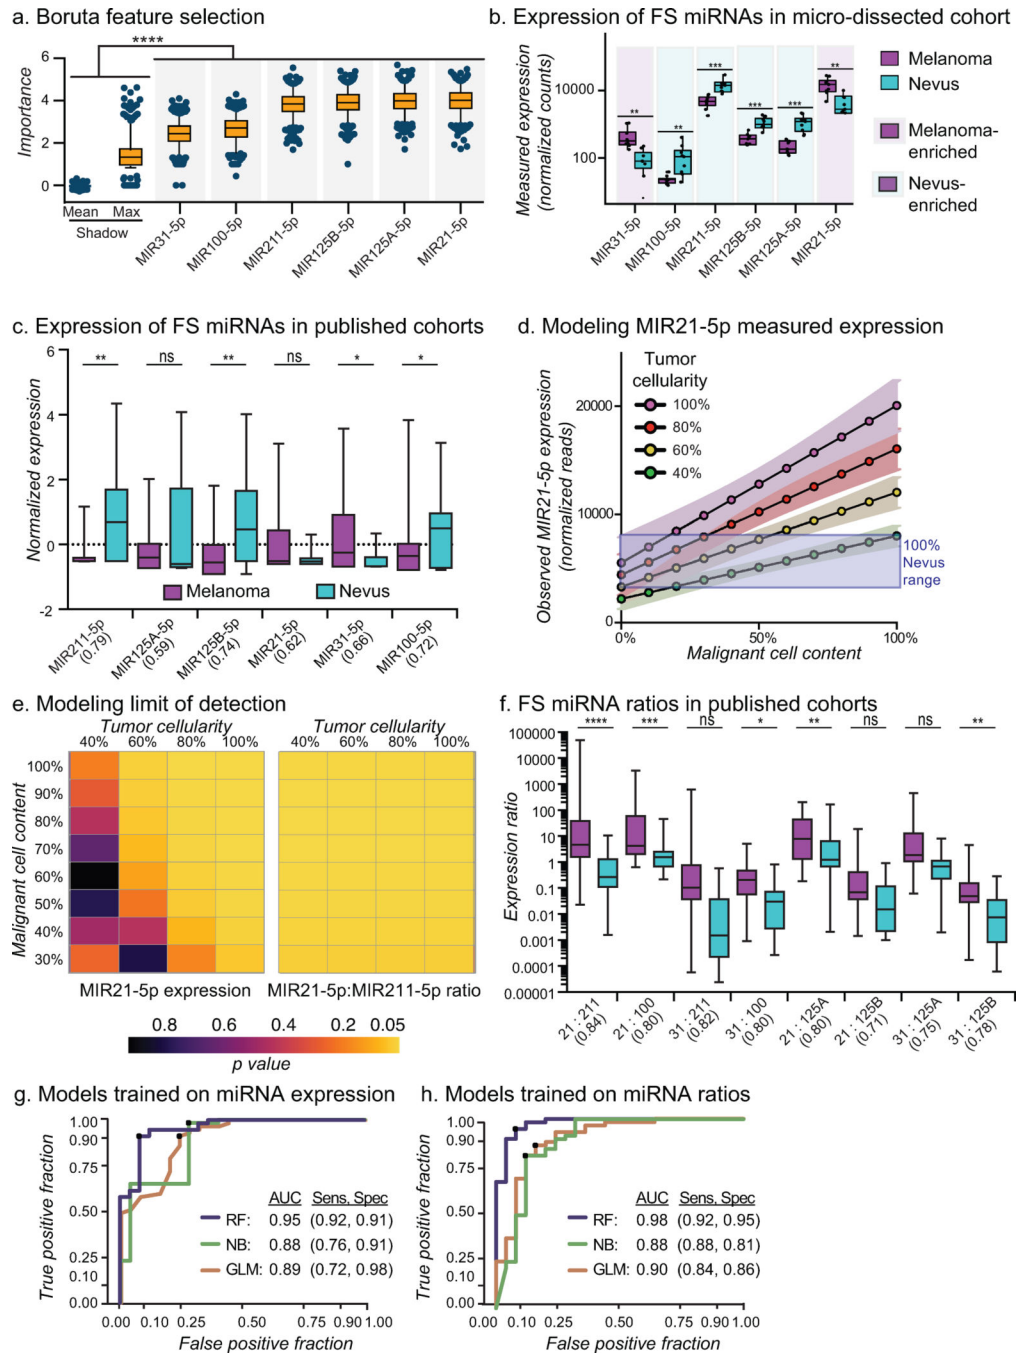 a. Boruta feature selection
****
Importance
6
4
2
0
Mean
Max
Shadow
MIR31-5p
MIR100-5p
MIR211-5p
MIR125B-5p
MIR125A-5p
MIR21-5p
b. Expression of FS miRNAs in micro-dissected cohort
Measured expression
(normalized counts)
10000
100
**
**
***
***
***
**
MIR31-5p
MIR100-5p
MIR211-5p
MIR125B-5p
MIR125A-5p
MIR21-5p
Melanoma
Nevus
Melanoma-
enriched
Nevus-
enriched
c. Expression of FS miRNAs in published cohorts
Normalized expression
6
4
2
0
-2
**
ns
**
ns
*
*
Melanoma
Nevus
MIR211-5p
(0.79)
MIR125A-5p
(0.59)
MIR125B-5p
(0.74)
MIR21-5p
(0.62)
MIR31-5p
(0.66)
MIR100-5p
(0.72)
d. Modeling MIR21-5p measured expression
Observed MIR21-5p expression
(normalized reads)
20000
10000
0
Tumor
cellularity
100%
80%
60%
40%
100%
Nevus
range
0%
50%
100%
Malignant cell content
e. Modeling limit of detection
Tumor cellularity
40% 60% 80% 100%
Tumor cellularity
40% 60% 80% 100%
Malignant cell content
100%
90%
80%
70%
60%
50%
40%
30%
MIR21-5p expression
MIR21-5p:MIR211-5p ratio
0.8 0.6 0.4 0.2 0.05
p value
f. FS miRNA ratios in published cohorts
Expression ratio
100000
10000
1000
100
10
1
0.1
0.01
0.001
0.0001
0.00001
****
***
ns
*
**
ns
ns
**
21 : 211
(0.84)
21 : 100
(0.80)
31 : 211
(0.82)
31 : 100
(0.80)
21 : 125A
(0.80)
21 : 125B
(0.71)
31 : 125A
(0.75)
31 : 125B
(0.78)
g. Models trained on miRNA expression
True positive fraction
1.00
0.90
0.75
0.50
0.25
0.10
0.00
AUC Sens, Spec
RF: 0.95 (0.92, 0.91)
NB: 0.88 (0.76, 0.91)
GLM: 0.89 (0.72, 0.98)
0.00 0.10 0.25 0.50 0.75 0.90 1.00
False positive fraction
h. Models trained on miRNA ratios
True positive fraction
1.00
0.90
0.75
0.50
0.25
0.10
0.00
AUC Sens, Spec
RF: 0.98 (0.92, 0.95)
NB: 0.88 (0.88, 0.81)
GLM: 0.90 (0.84, 0.86)
0.00 0.10 0.25 0.50 0.75 0.90 1.00
False positive fraction